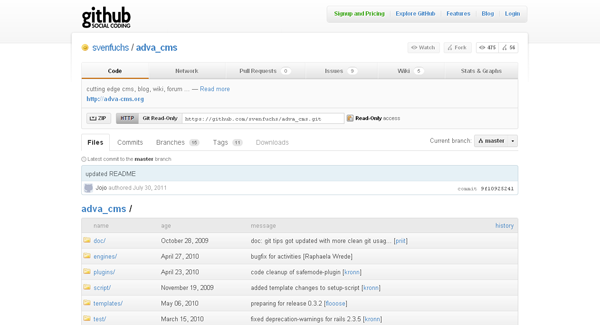 github
SOCIAL CODING
Signup and Pricing Explore GitHub Features Blog Login
svenfuchs / adva_cms
Watch Fork 475 56
Code Network Pull Requests 0 Issues 9 Wiki 5 Stats & Graphs
cutting edge cms, blog, wiki, forum ... — Read more
http://adva-cms.org
ZIP HTTP Git Read-Only https://github.com/svenfuchs/adva_cms.git Read-Only access
Files Commits Branches 15 Tags 11 Downloads Current branch: master
Latest commit to the master branch
updated README
Jojo authored July 30, 2011 commit
adva_cms /
name age message history
doc/ October 28, 2009 doc: git tips got updated with more clean git usag... [priit]
engines/ April 27, 2010 bugfix for activities [Raphaela Wrede]
plugins/ April 23, 2010 code cleanup of safemode-plugin [kronn]
script/ November 19, 2009 added template changes to setup-script [kronn]
templates/ May 06, 2010 preparing for release 0.3.2 [floosse]
test/ March 15, 2010 fixed deprecation-warnings for rails 2.3.5 [kronn]